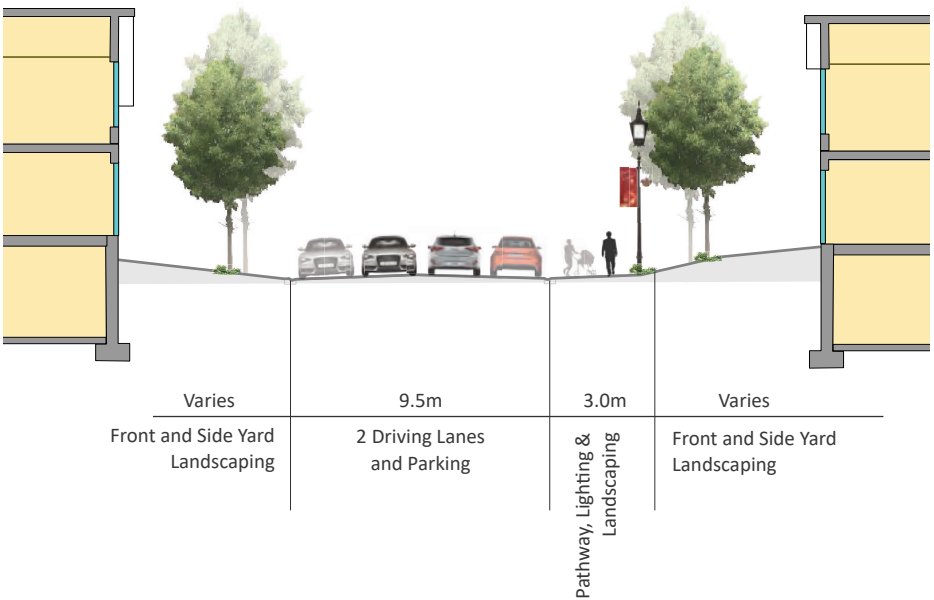 Varies
9.5m
3.0m
Varies
Front and Side Yard
Landscaping
2 Driving Lanes
and Parking
Pathway, Lighting &
Landscaping
Front and Side Yard
Landscaping